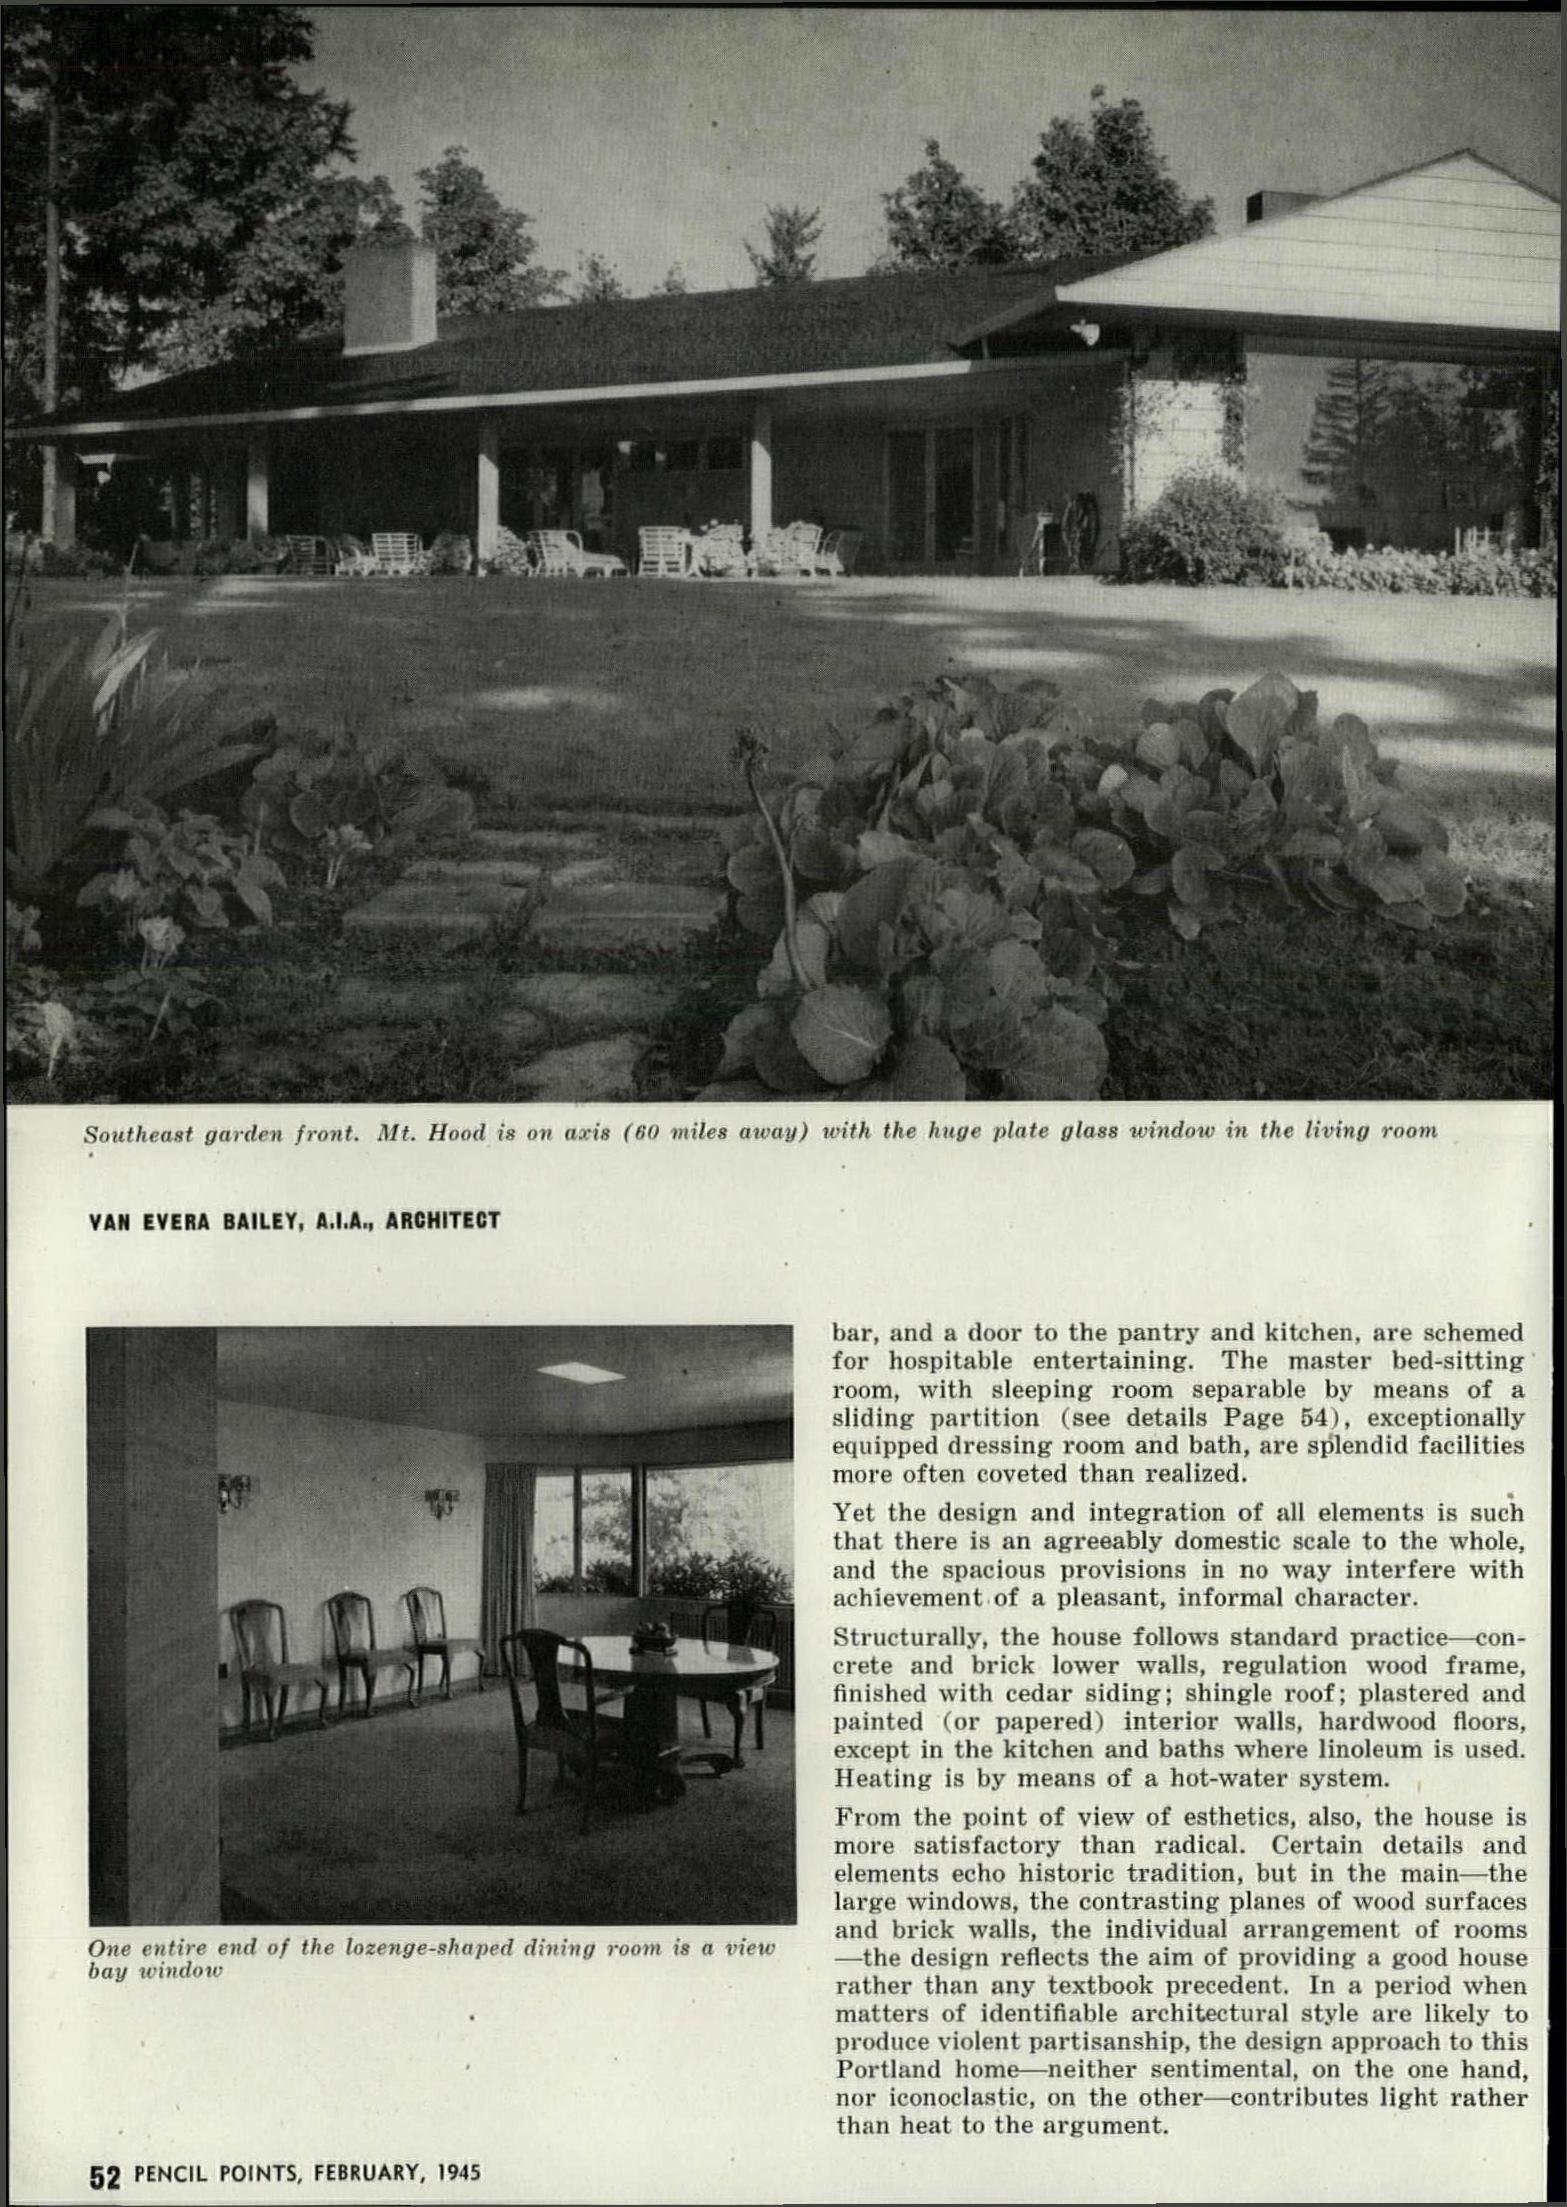 Southeast garden front. Mt. Hood is on axis (60 miles away) with the huge plate glass window in the living room
VAN EVERA BAILEY, A.I.A., ARCHITECT
One entire end of the lozenge-shaped dining room is a view
bay window
bar, and a door to the pantry and kitchen, are schemed
for hospitable entertaining. The master bed-sitting
room, with sleeping room separable by means of a
sliding partition (see details Page 54), exceptionally
equipped dressing room and bath, are splendid facilities
more often coveted than realized.
Yet the design and integration of all elements is such
that there is an agreeably domestic scale to the whole,
and the spacious provisions in no way interfere with
achievement of a pleasant, informal character.
Structurally, the house follows standard practice—con-
crete and brick lower walls, regulation wood frame,
finished with cedar siding; shingle roof; plastered and
painted (or papered) interior walls, hardwood floors,
except in the kitchen and baths where linoleum is used.
Heating is by means of a hot-water system.
From the point of view of esthetics, also, the house is
more satisfactory than radical. Certain details and
elements echo historic tradition, but in the main—the
large windows, the contrasting planes of wood surfaces
and brick walls, the individual arrangement of rooms
—the design reflects the aim of providing a good house
rather than any textbook precedent. In a period when
matters of identifiable architectural style are likely to
produce violent partisanship, the design approach to this
Portland home—neither sentimental, on the one hand,
nor iconoclastic, on the other—contributes light rather
than heat to the argument.
52 PENCIL POINTS, FEBRUARY, 1945